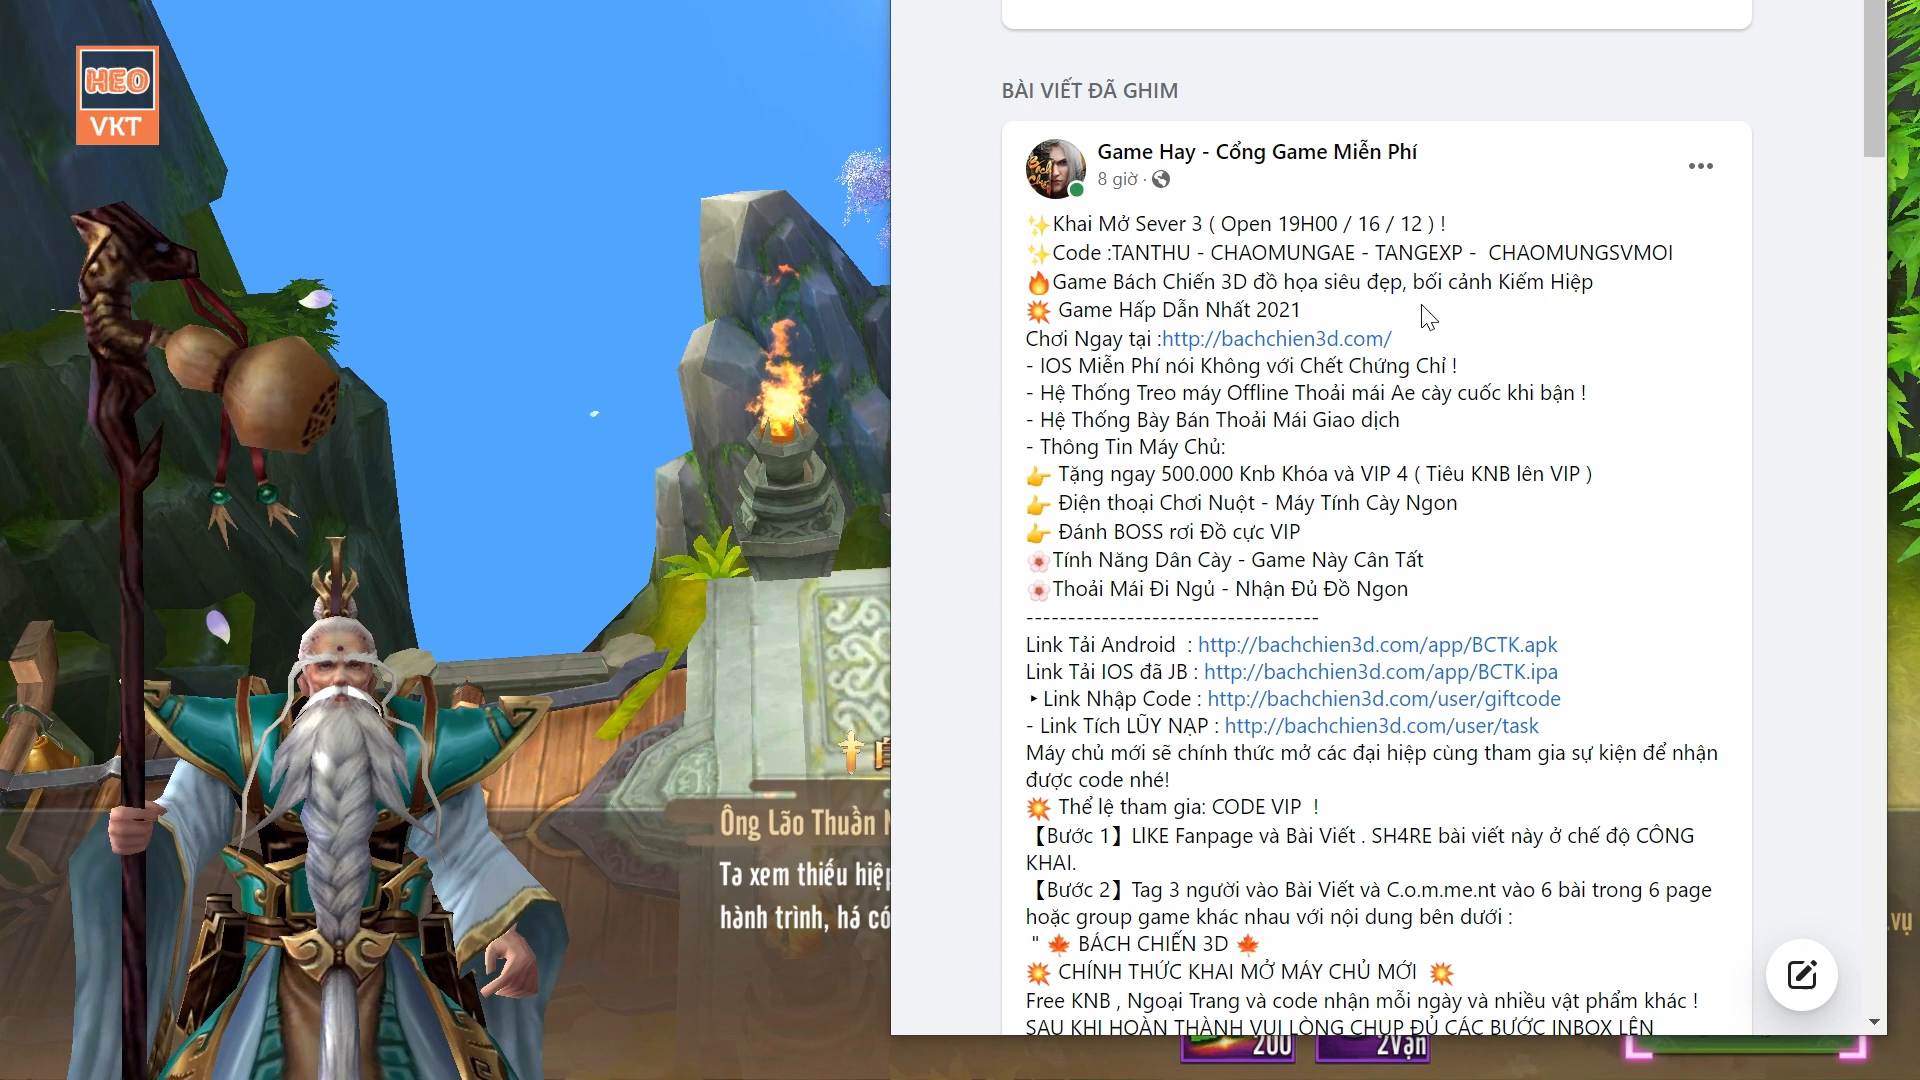 HEO
VKT
BÀI VIẾT ĐÃ GHIM
Game Hay - Cổng Game Miễn Phí
8 giờ ·
✨Khai Mở Sever 3 ( Open 19H00 / 16 / 12 ) !
✨Code :TANTHU - CHAOMUNGAE - TANGEXP -  CHAOMUNGSVMOI
🔥Game Bách Chiến 3D đồ họa siêu đẹp, bối cảnh Kiếm Hiệp
💥 Game Hấp Dẫn Nhất 2021
Chơi Ngay tại :http://bachchien3d.com/
- IOS Miễn Phí nói Không với Chết Chứng Chỉ !
- Hệ Thống Treo máy Offline Thoải mái Ae cày cuốc khi bận !
- Hệ Thống Bày Bán Thoải Mái Giao dịch
- Thông Tin Máy Chủ:
👉 Tặng ngay 500.000 Knb Khóa và VIP 4 ( Tiêu KNB lên VIP )
👉 Điện thoại Chơi Nuột - Máy Tính Cày Ngon
👉 Đánh BOSS rơi Đồ cực VIP
🌸Tính Năng Dân Cày - Game Này Cân Tất
🌸Thoải Mái Đi Ngủ - Nhận Đủ Đồ Ngon
-----------------------------------
Link Tải Android  : http://bachchien3d.com/app/BCTK.apk
Link Tải IOS đã JB : http://bachchien3d.com/app/BCTK.ipa
‣ Link Nhập Code : http://bachchien3d.com/user/giftcode
- Link Tích LŨY NẠP : http://bachchien3d.com/user/task
Máy chủ mới sẽ chính thức mở các đại hiệp cùng tham gia sự kiện để nhận
được code nhé!
💥 Thể lệ tham gia: CODE VIP  !
【Bước 1】LIKE Fanpage và Bài Viết . SH4RE bài viết này ở chế độ CÔNG
KHAI.
【Bước 2】Tag 3 người vào Bài Viết và C.o.m.me.nt vào 6 bài trong 6 page
hoặc group game khác nhau với nội dung bên dưới :
" 🍁 BÁCH CHIẾN 3D 🍁
💥 CHÍNH THỨC KHAI MỞ MÁY CHỦ MỚI 💥
Free KNB , Ngoại Trang và code nhận mỗi ngày và nhiều vật phẩm khác !
SAU KHI HOÀN THÀNH VUI LÒNG CHỤP ĐỦ CÁC BƯỚC INBOX LÊN
Ông Lão Thuần
Ta xem thiếu hiệp
hành trình, há có
vụ
200
2Vạn